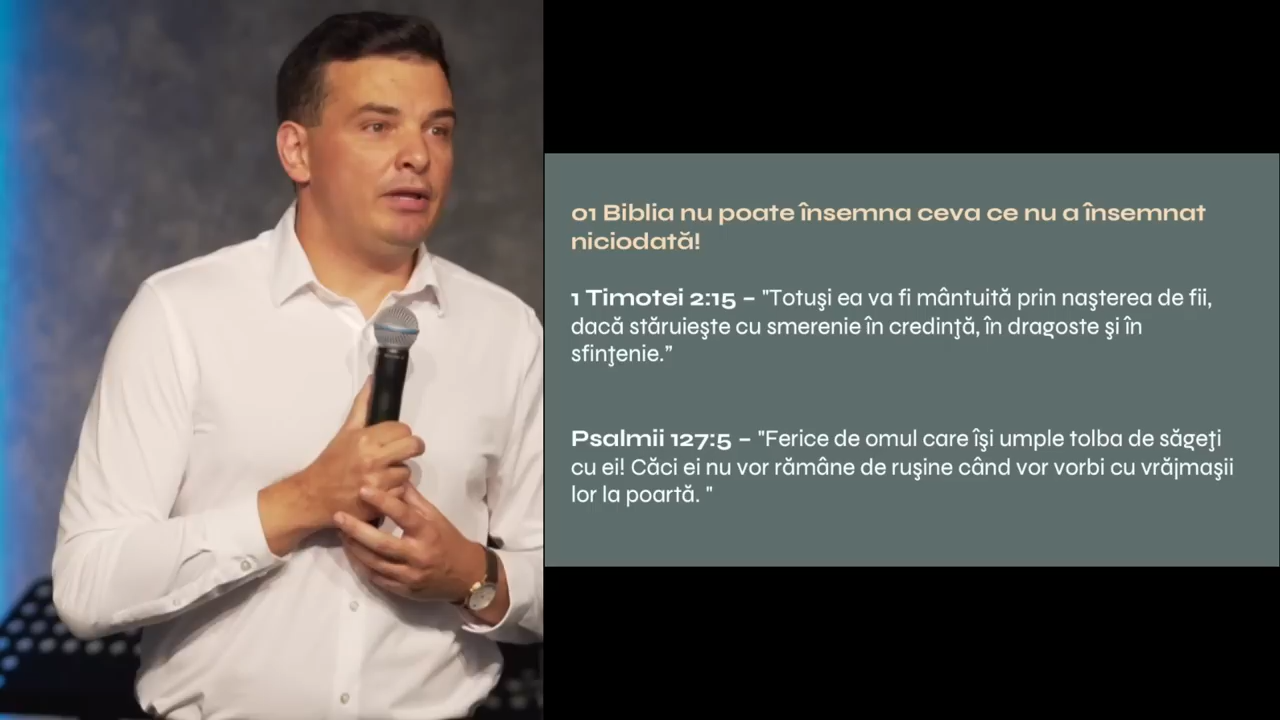 01 Biblia nu poate însemna ceva ce nu a însemnat
niciodată!
1 Timotei 2:15 – "Totuşi ea va fi mântuită prin naşterea de fii,
dacă stăruieşte cu smerenie în credinţă, în dragoste şi în
sfinţenie.”
Psalmii 127:5 – "Ferice de omul care îşi umple tolba de săgeţi
cu ei! Căci ei nu vor rămâne de ruşine când vor vorbi cu vrăjmaşii
lor la poartă. "